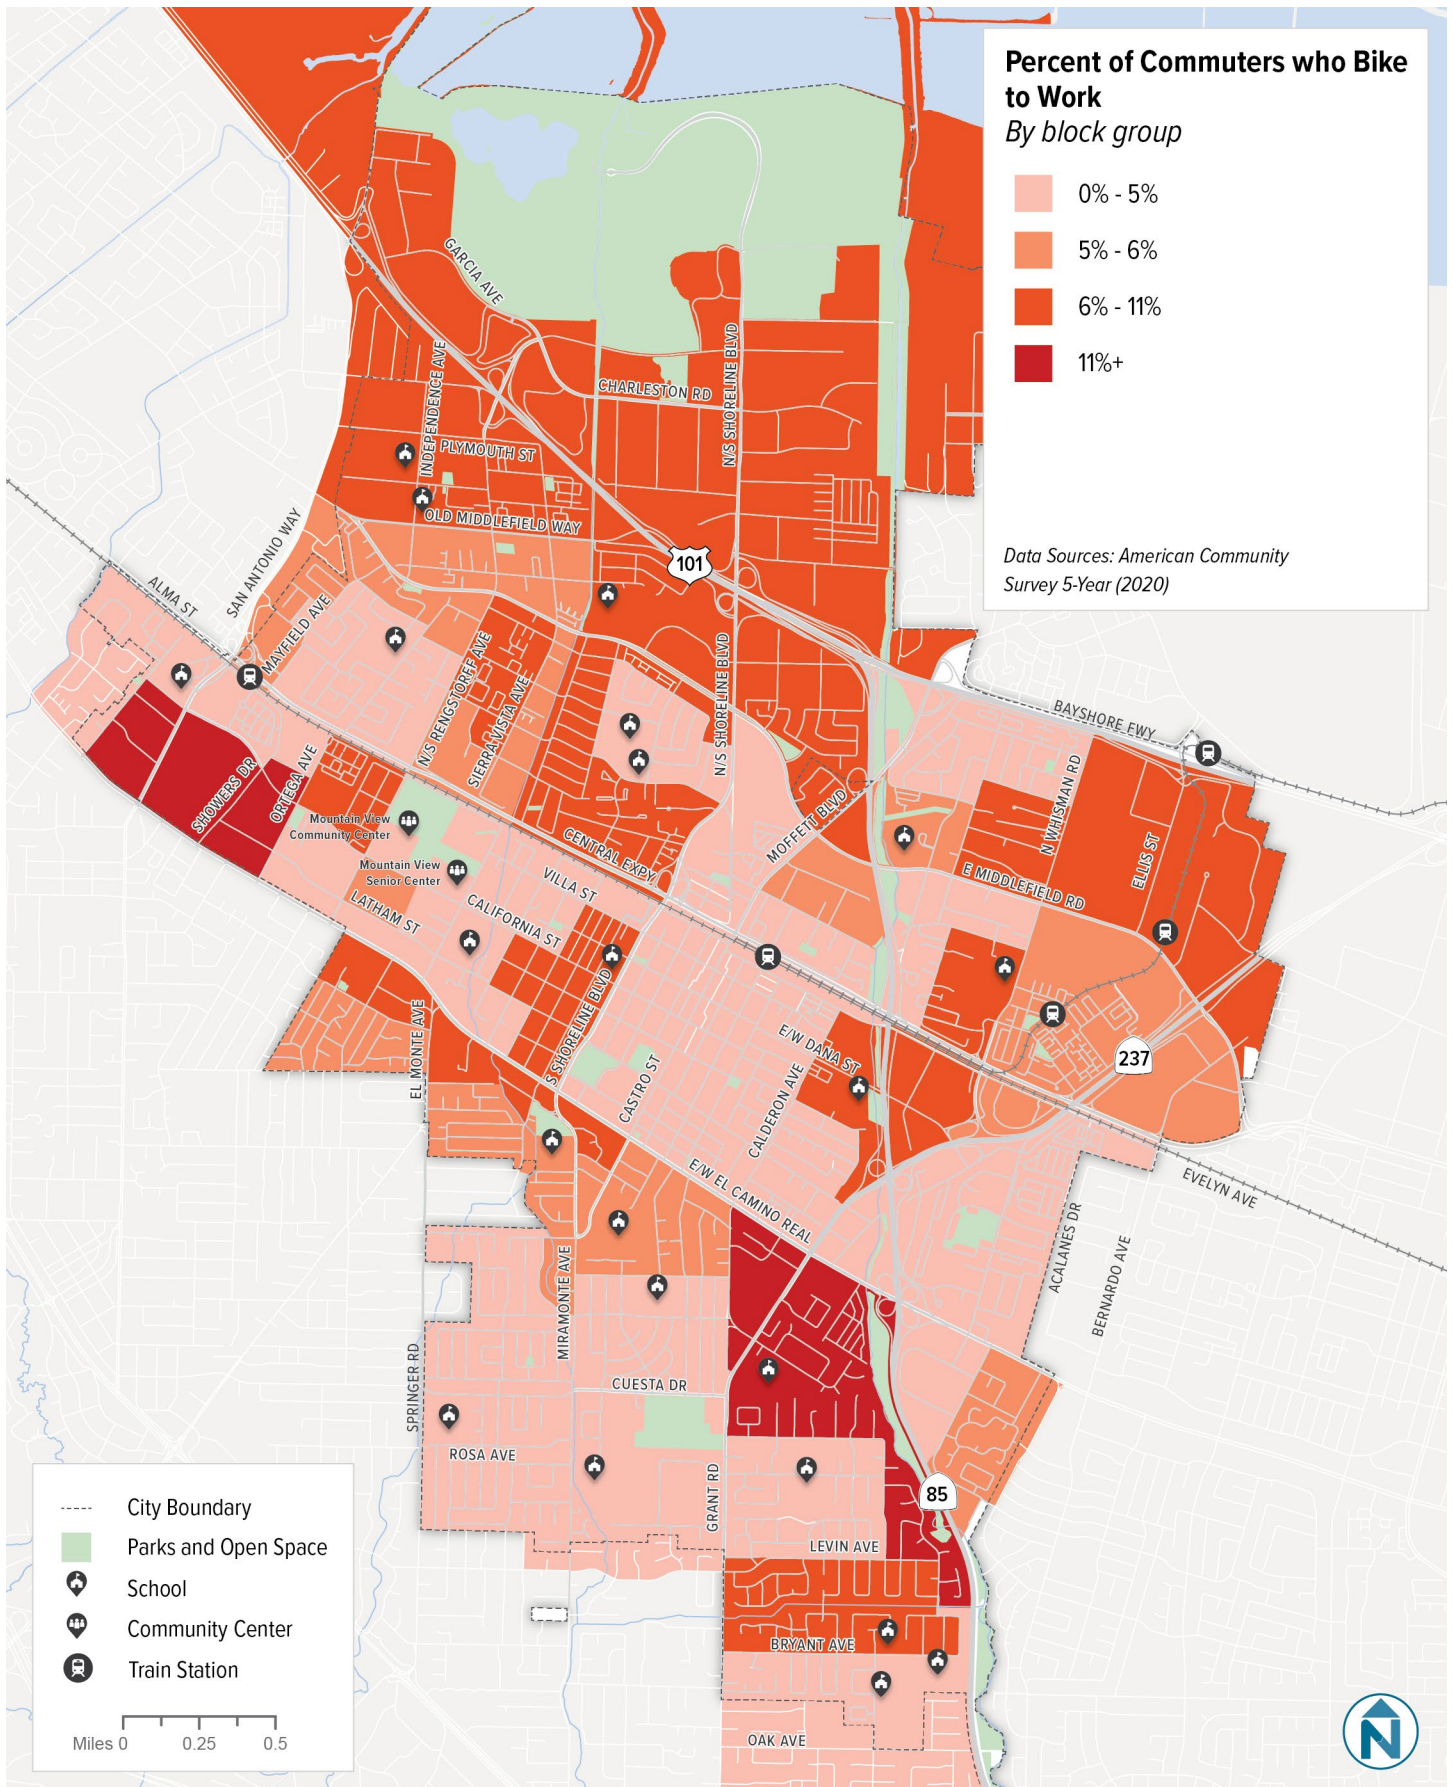 Percent of Commuters who Bike
to Work
By block group
0% - 5%
5% - 6%
6% - 11%
11%+
Data Sources: American Community
Survey 5-Year (2020)
GARCIA AVE
N/S SHORELINE BLVD
CHARLESTON RD
INDEPENDENCE AVE
PLYMOUTH ST
OLD MIDDLEFIELD WAY
101
SAN ANTONIO WAY
ALMA ST
MAYFIELD AVE
N/S RENGSTORFF AVE
SIERRA VISTA AVE
N/S SHORELINE BLVD
BAYSHORE FWY
N WHISMAN RD
MOFFETT BLVD
ELLIS ST
E MIDDLEFIELD RD
SHOWERS DR
ORTEGA AVE
Mountain View
Community Center
Mountain View
Senior Center
CENTRAL EXPY
VILLA ST
CALIFORNIA ST
LATHAM ST
S SHORELINE BLVD
EL MONTE AVE
CASTRO ST
E/W DANA ST
CALDERON AVE
237
E/W EL CAMINO REAL
EVELYN AVE
ACALANES DR
BERNARDO AVE
MIRAMONTE AVE
SPRINGER RD
CUESTA DR
ROSA AVE
GRANT RD
85
LEVIN AVE
BRYANT AVE
OAK AVE
City Boundary
Parks and Open Space
School
Community Center
Train Station
Miles 0 0.25 0.5
N